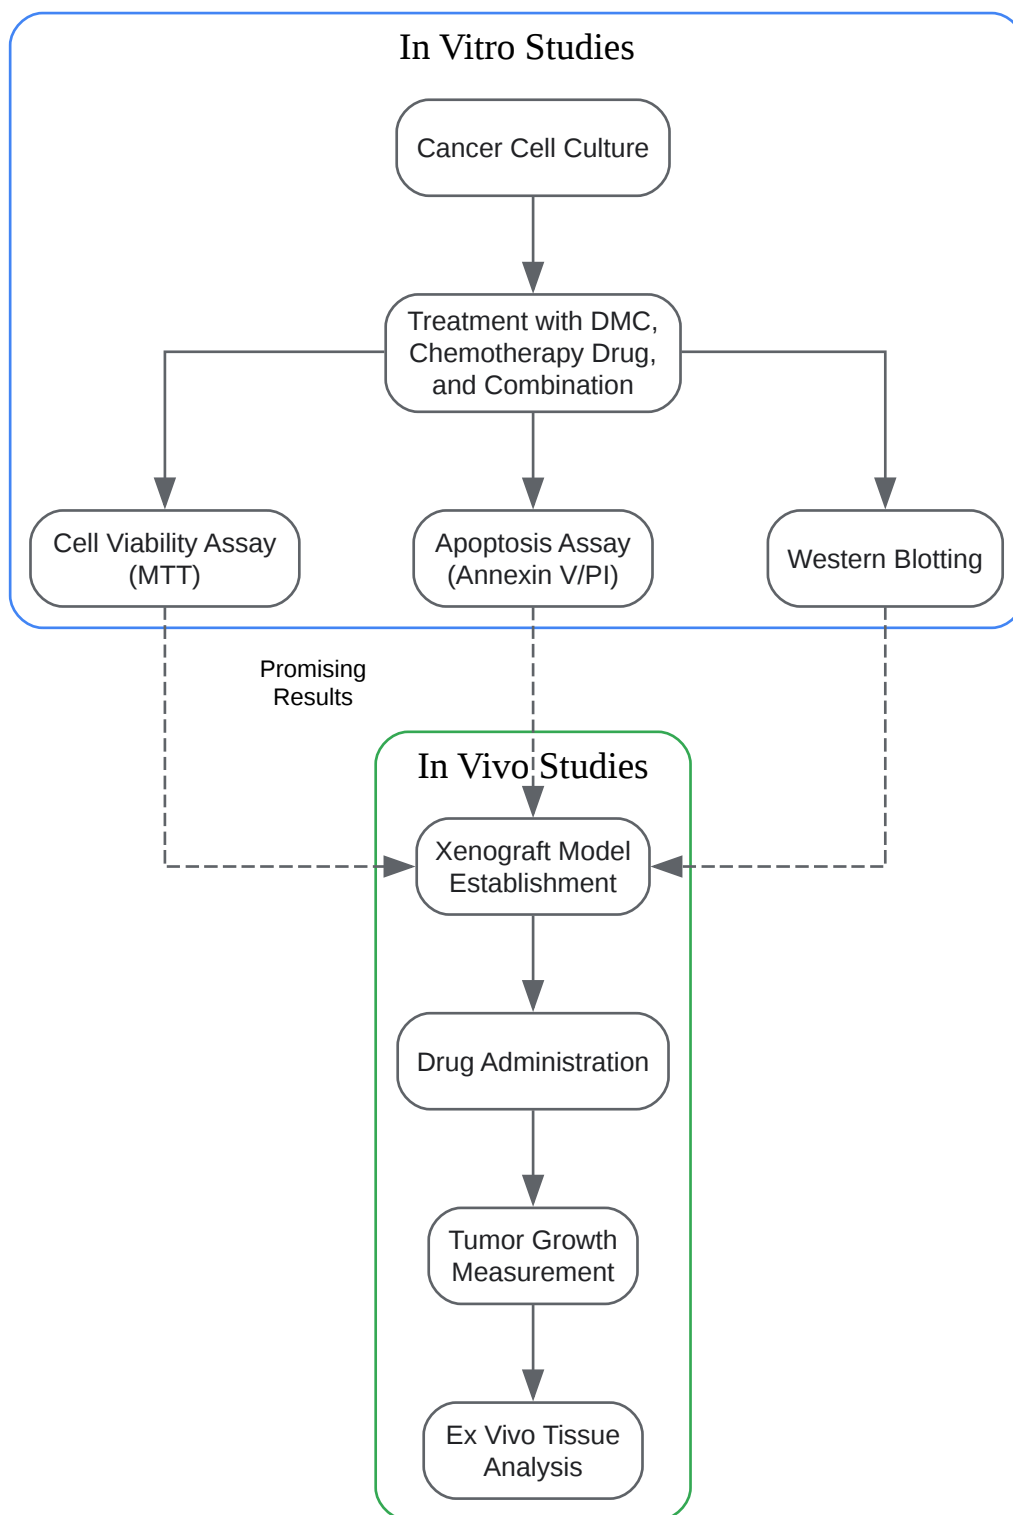 In Vitro Studies
Cancer Cell Culture
Treatment with DMC,
Chemotherapy Drug,
and Combination
Cell Viability Assay
(MTT)
Apoptosis Assay
(Annexin V/PI)
Western Blotting
Promising
Results
In Vivo Studies
Xenograft Model
Establishment
Drug Administration
Tumor Growth
Measurement
Ex Vivo Tissue
Analysis